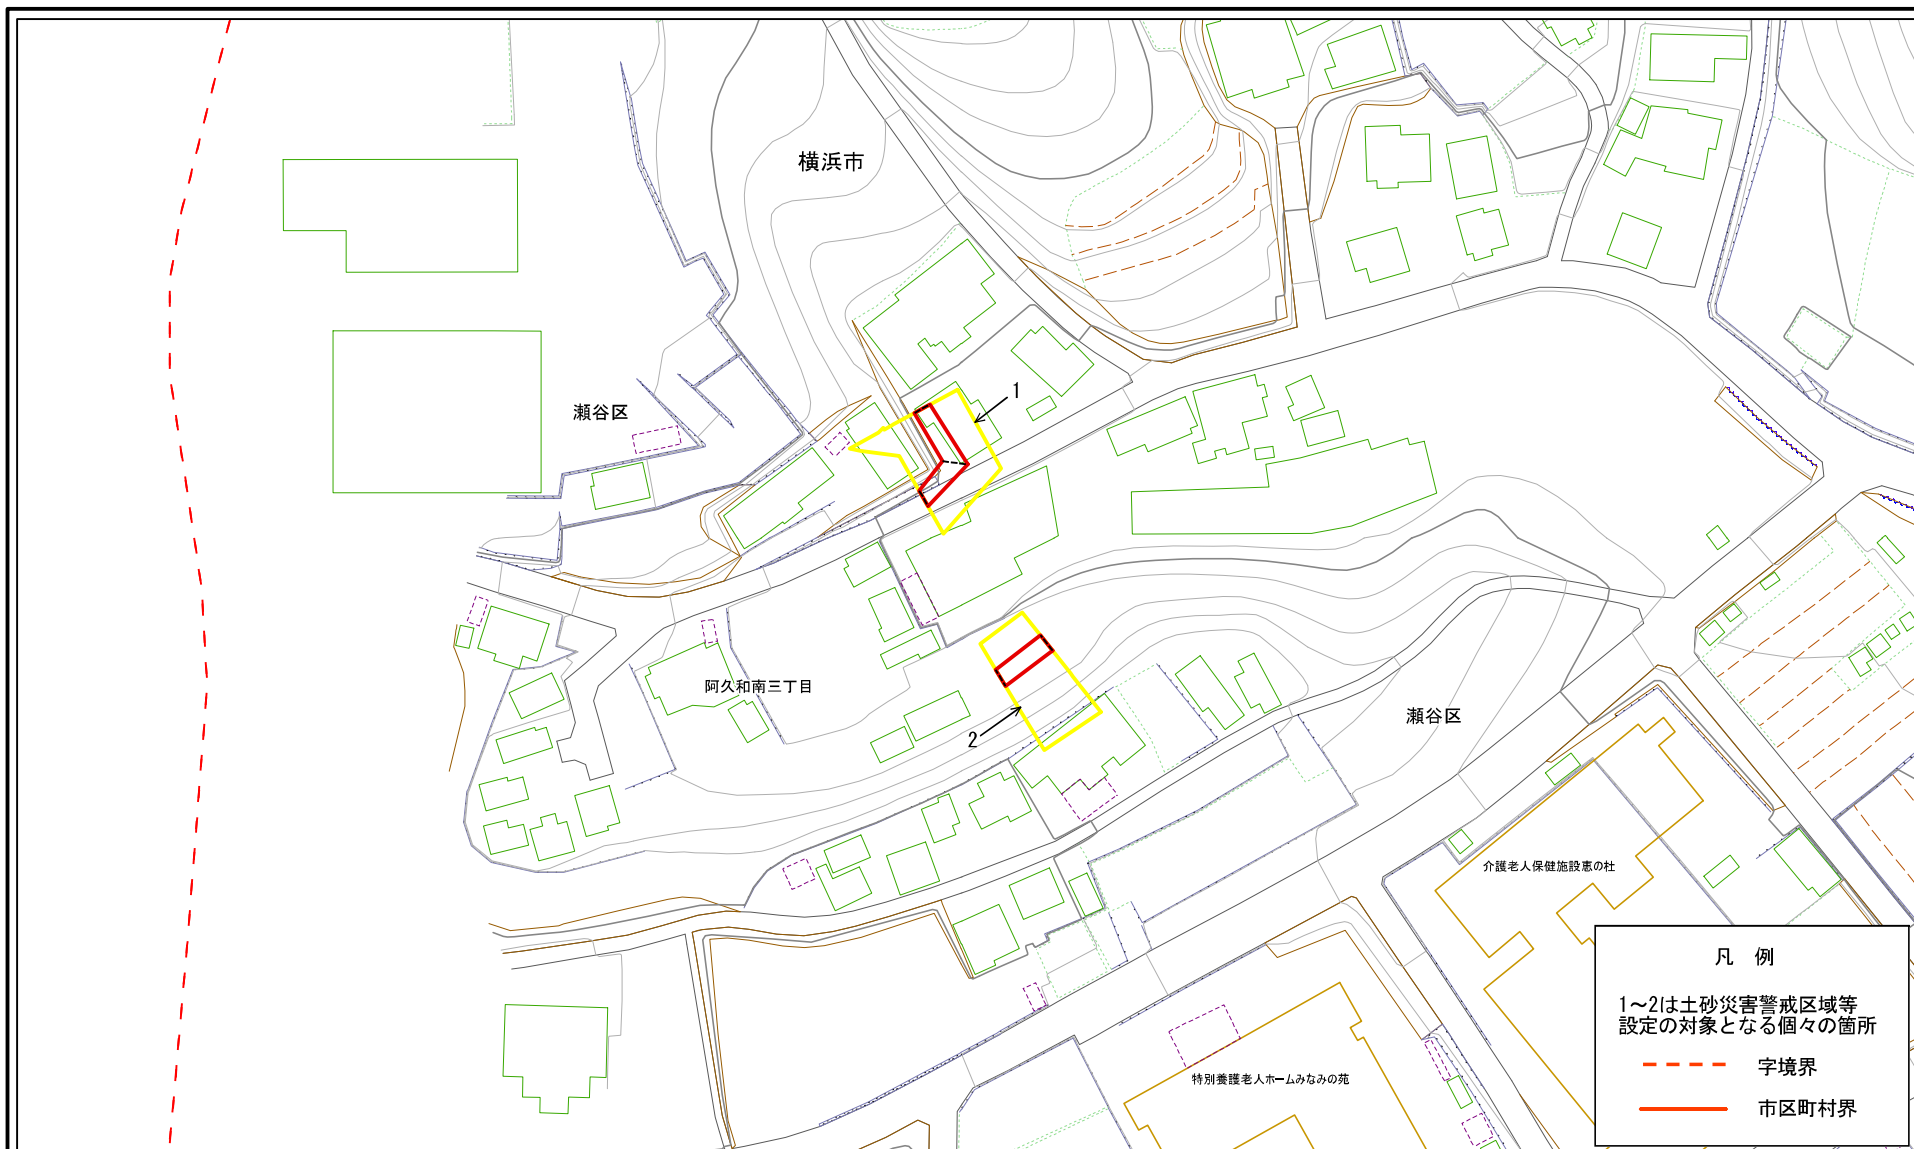 横浜市
瀬谷区
1
阿久和南三丁目
2
瀬谷区
介護老人保健施設恵の杜
特別養護老人ホームみなみの苑
凡 例
1~2は土砂災害警戒区域等
設定の対象となる個々の箇所
字境界
市区町村界